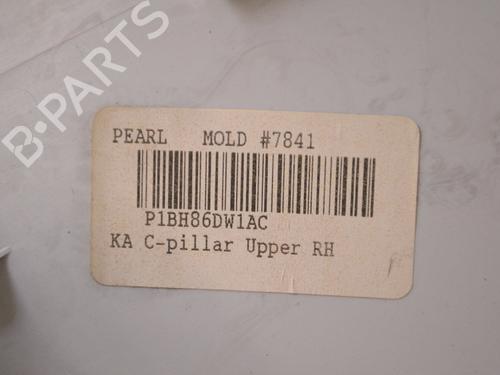 B-PARTS
PEARL MOLD #7841
P1BH86DW1AC
KA C-pillar Upper RH